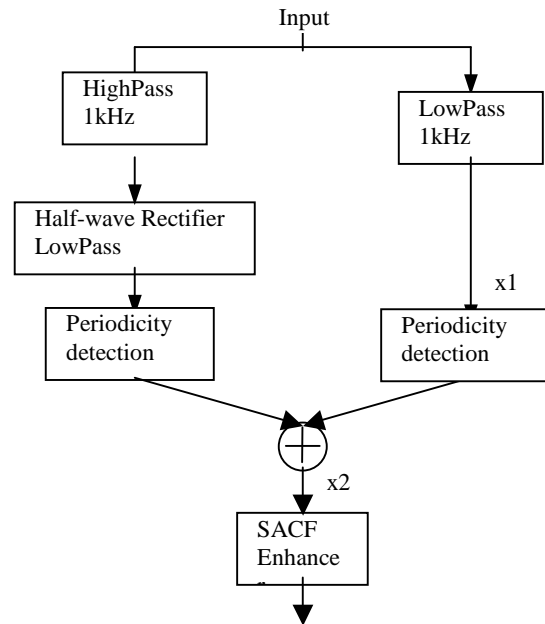 Input
HighPass
1kHz
LowPass
1kHz
Half-wave Rectifier
LowPass
x1
Periodicity
detection
Periodicity
detection
x2
SACF
Enhance